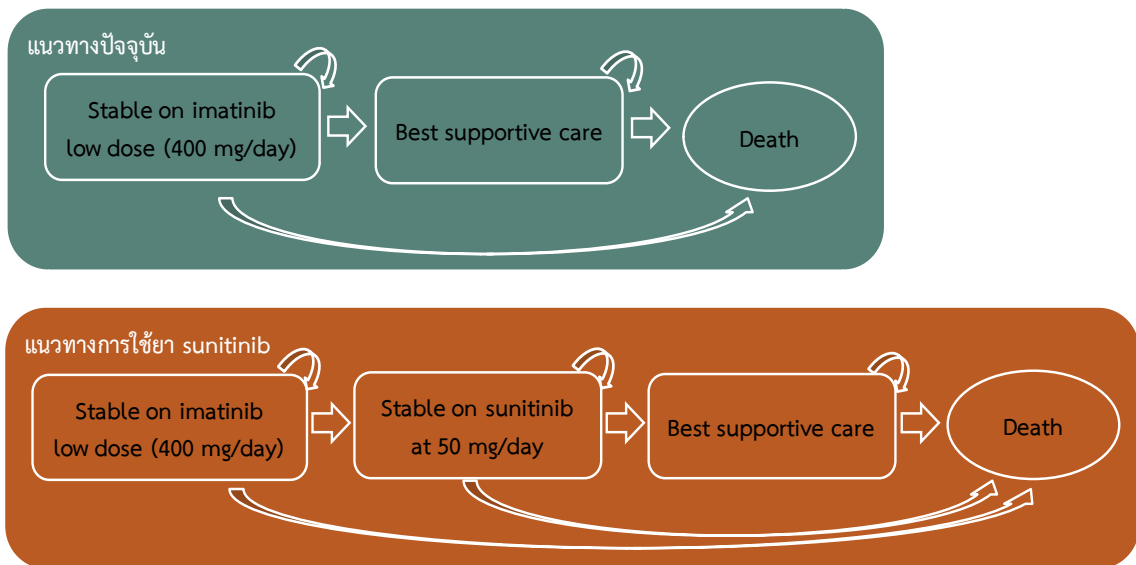 แนวทางปัจจุบัน
Stable on imatinib
low dose (400 mg/day)
Best supportive care
Death
แนวทางการใช้ยา sunitinib
Stable on imatinib
low dose (400 mg/day)
Stable on sunitinib
at 50 mg/day
Best supportive care
Death